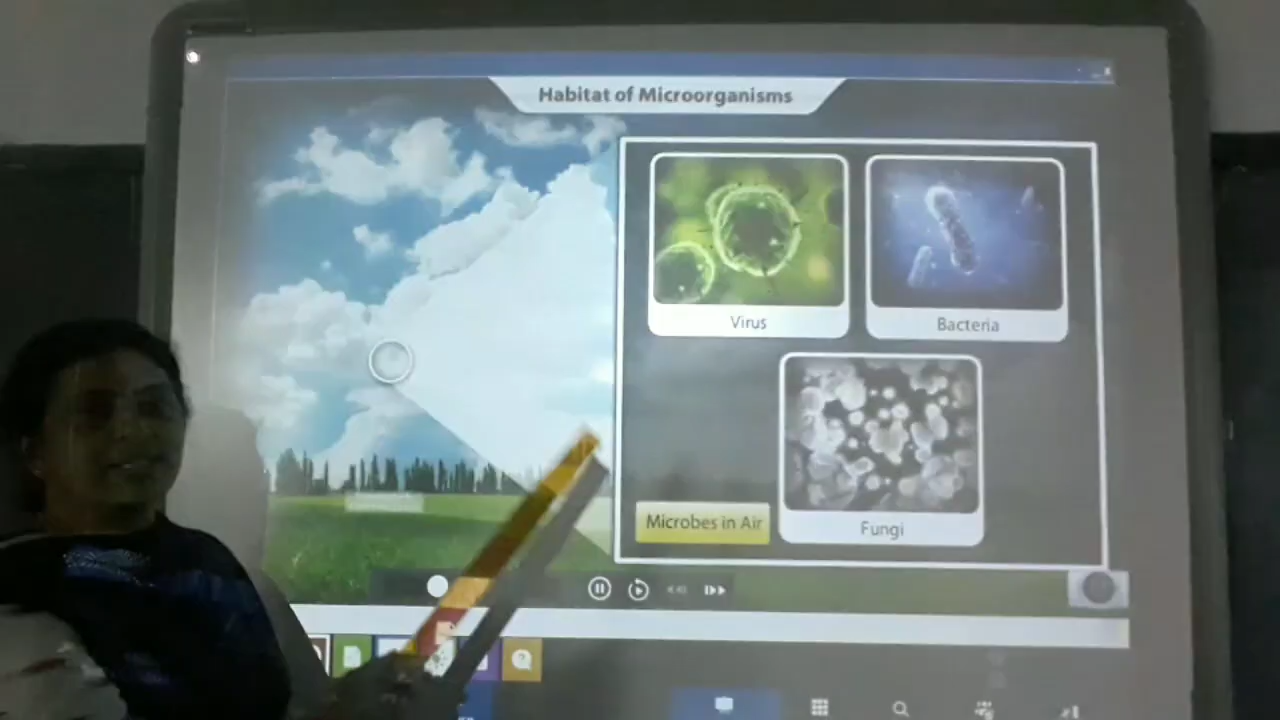 Habitat of Microorganisms
Virus
Bacteria
Fungi
Microbes in Air